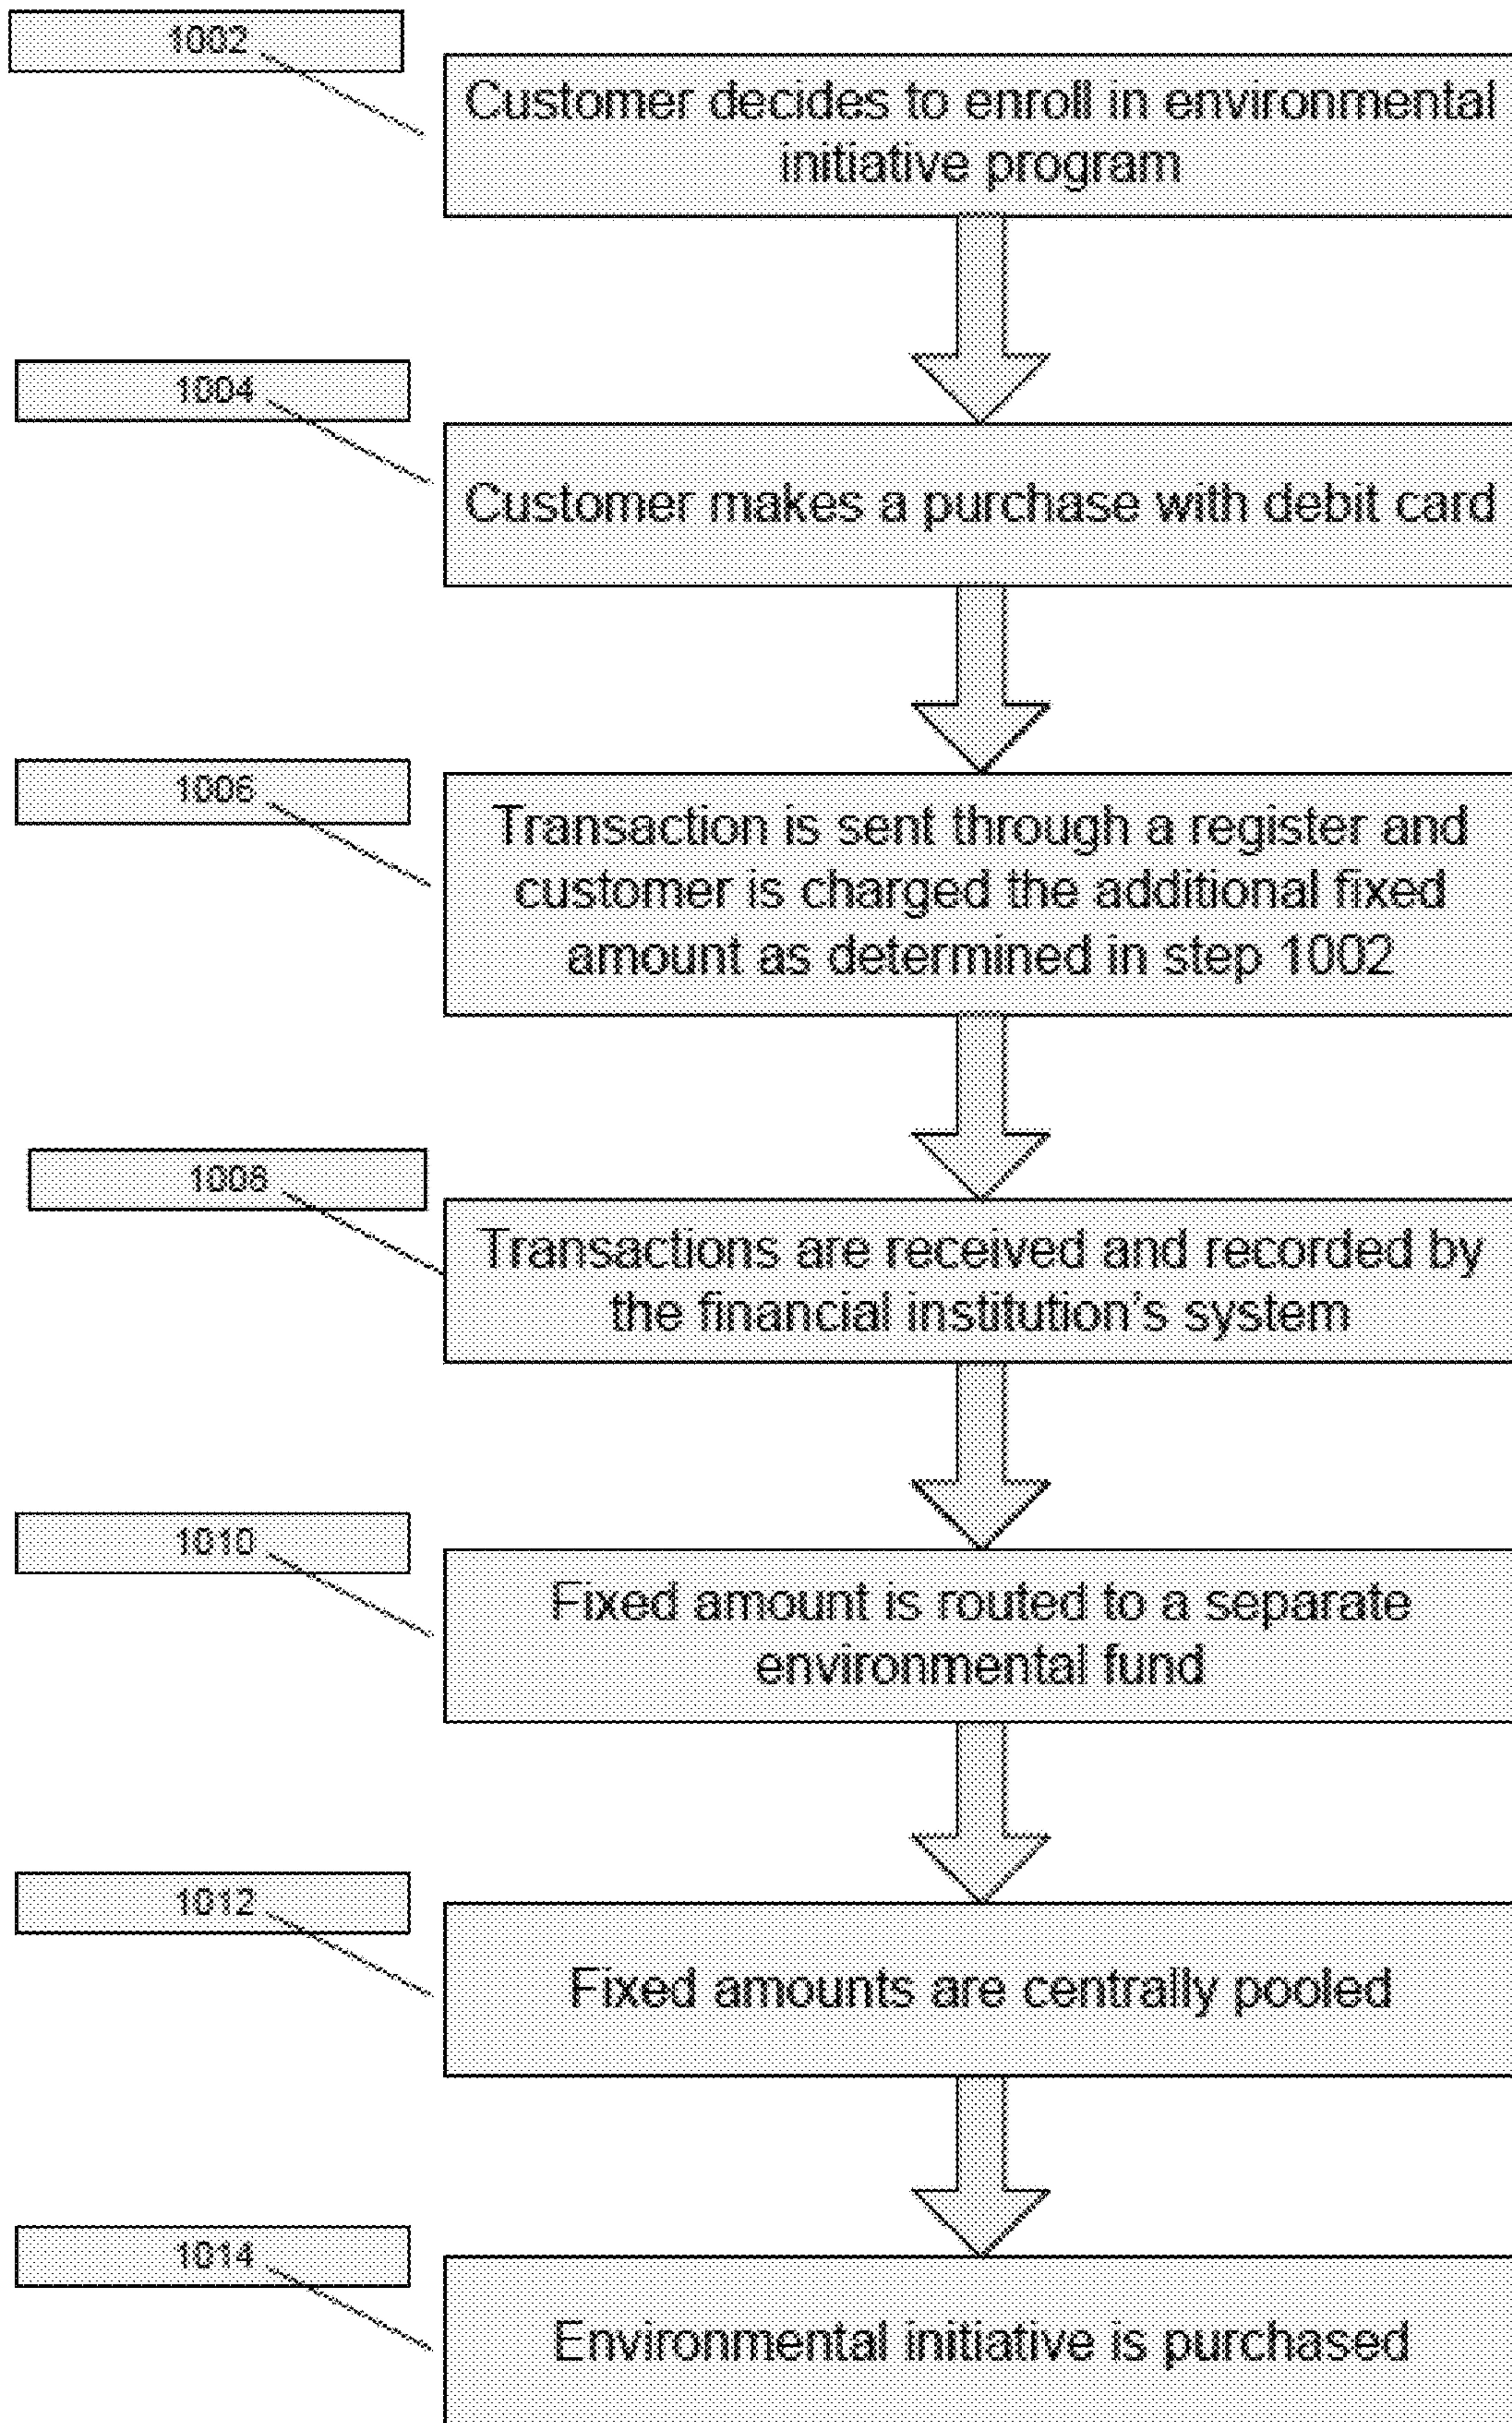 1002
Customer decides to enroll in environmental
initiative program
1004
Customer makes a purchase with debit card
1006
Transaction is sent through a register and
customer is charged the additional fixed
amount as determined in step 1002
1008
Transactions are received and recorded by
the financial institution's system
1010
Fixed amount is routed to a separate
environmental fund
1012
Fixed amounts are centrally pooled
1014
Environmental initiative is purchased